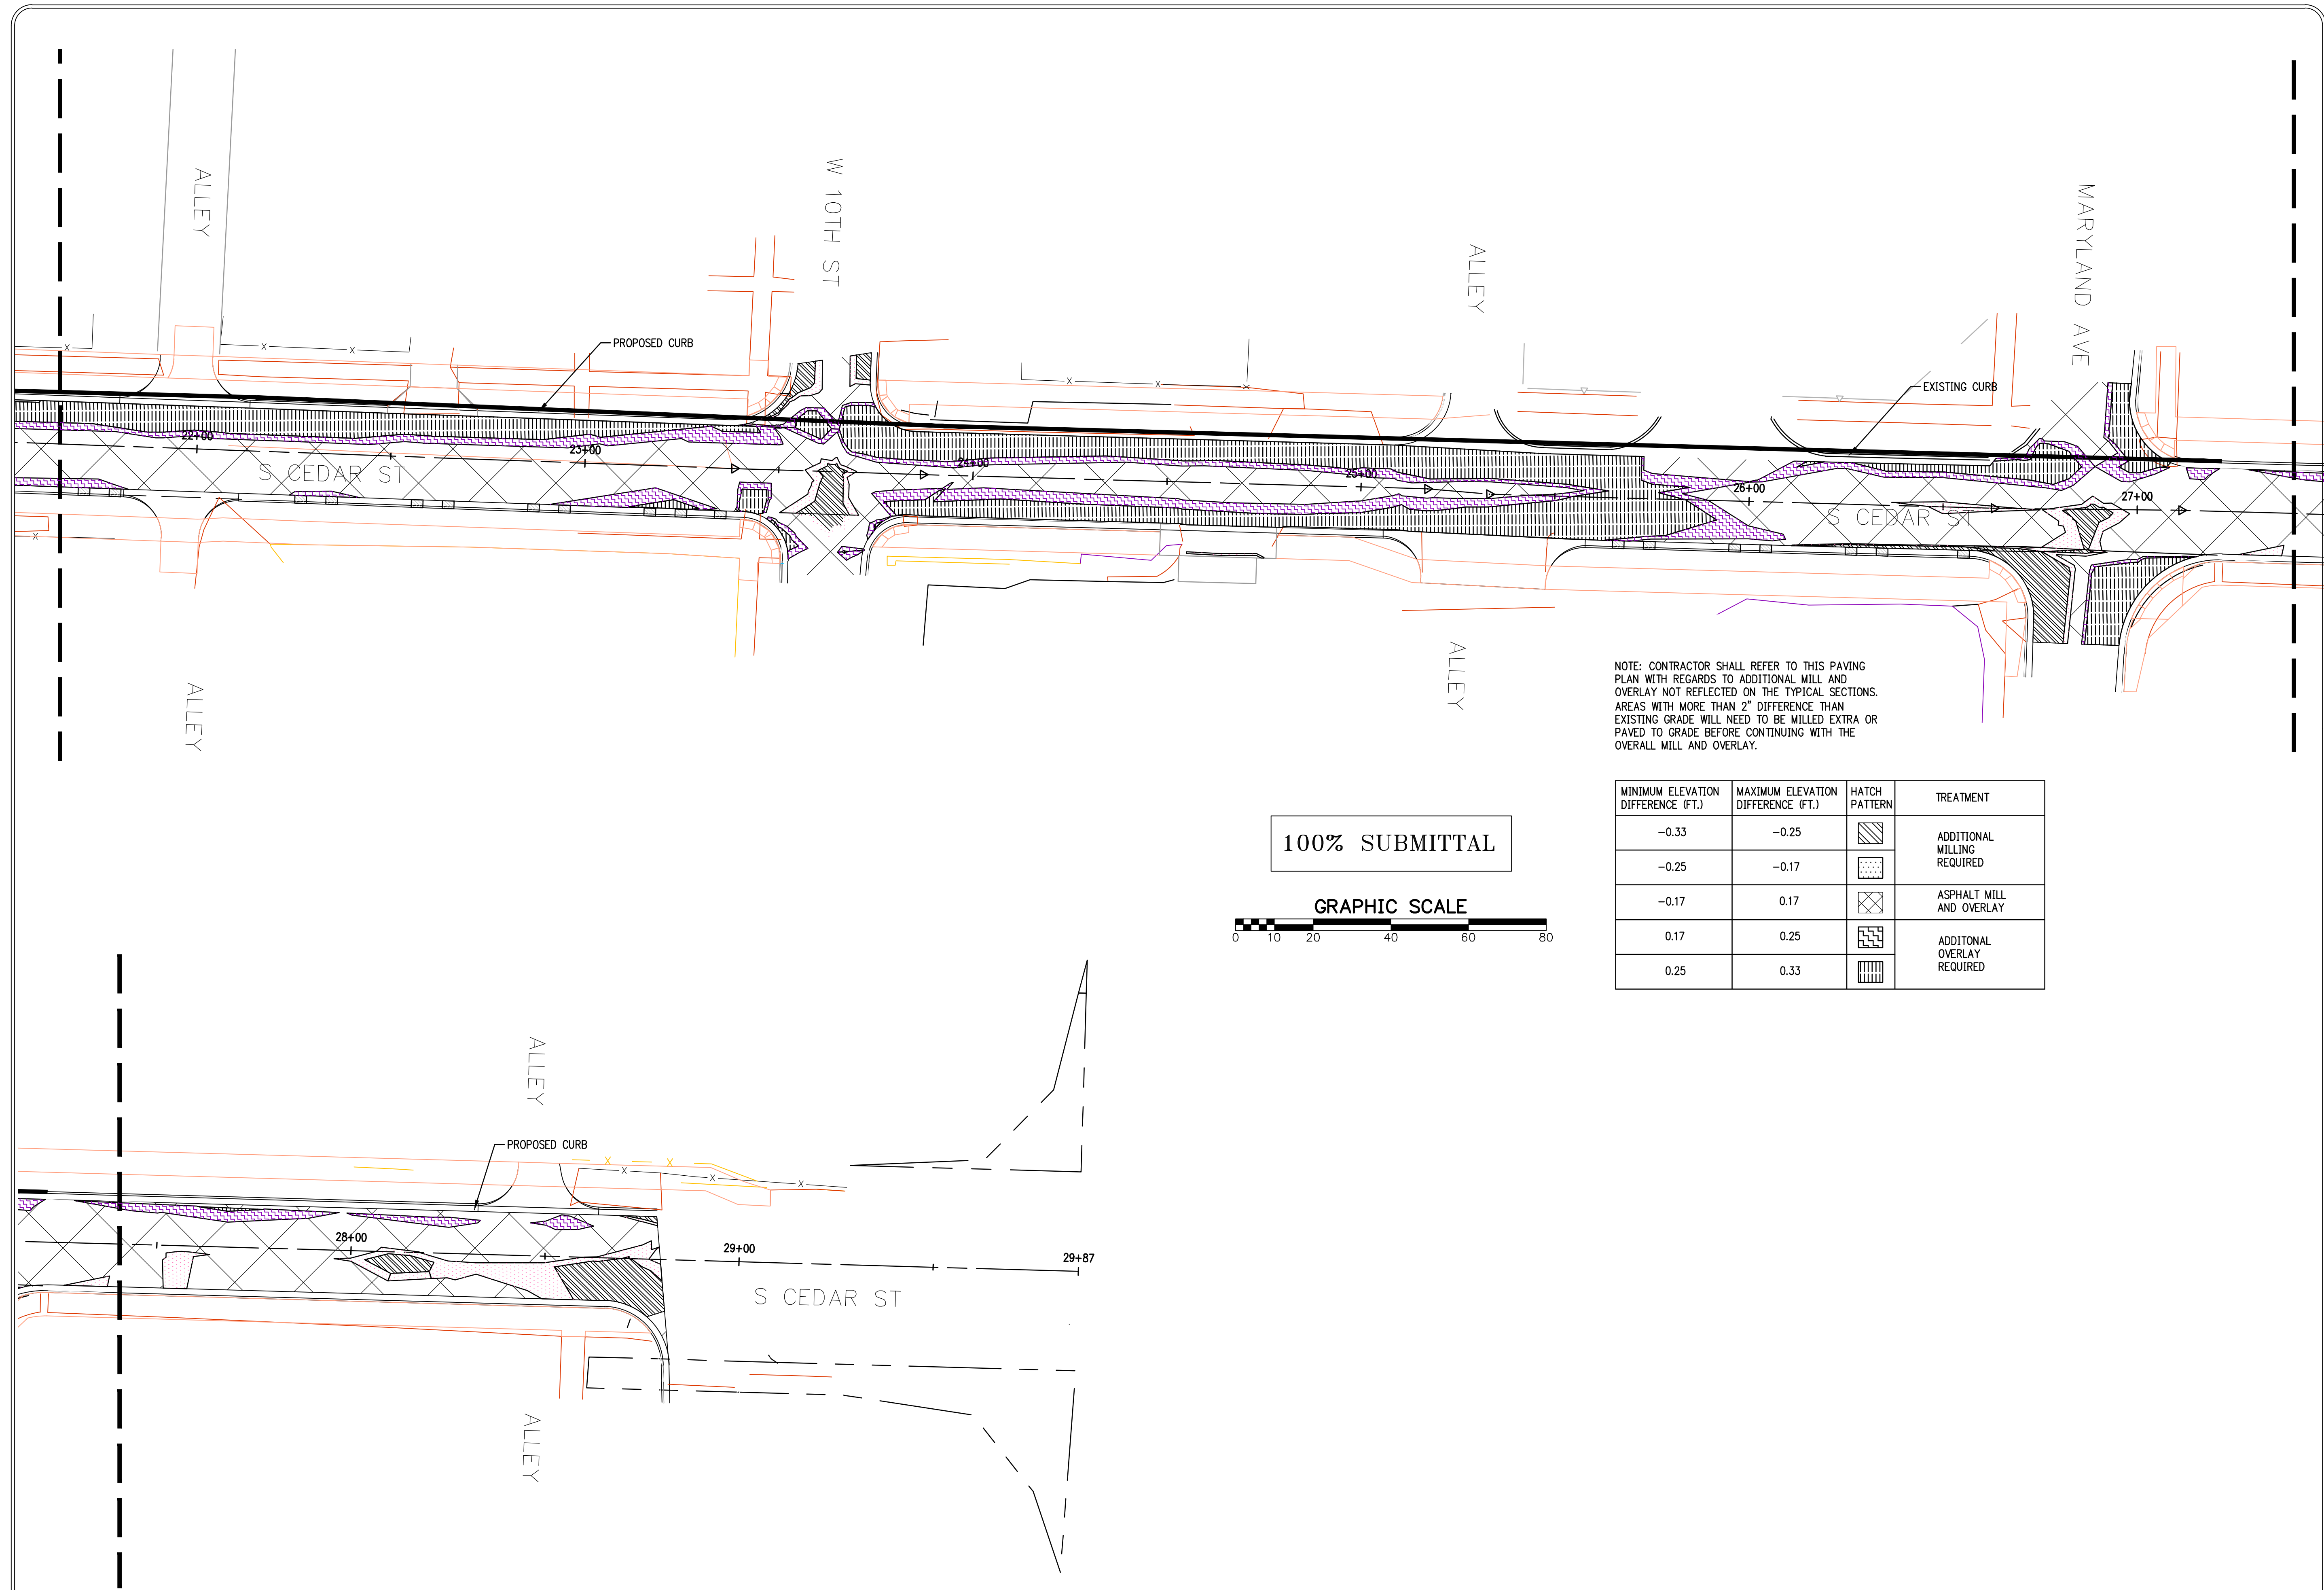 ALLEY
W 10TH ST
ALLEY
MARYLAND AVE
PROPOSED CURB
EXISTING CURB
X
X
X
X
X
X
22+00
23+00
24+00
25+00
26+00
27+00
S CEDAR ST
S CEDAR ST
X
ALLEY
ALLEY
NOTE: CONTRACTOR SHALL REFER TO THIS PAVING
PLAN WITH REGARDS TO ADDITIONAL MILL AND
OVERLAY NOT REFLECTED ON THE TYPICAL SECTIONS.
AREAS WITH MORE THAN 2" DIFFERENCE THAN
EXISTING GRADE WILL NEED TO BE MILLED EXTRA OR
PAVED TO GRADE BEFORE CONTINUING WITH THE
OVERALL MILL AND OVERLAY.
MINIMUM ELEVATION
DIFFERENCE (FT.)
MAXIMUM ELEVATION
DIFFERENCE (FT.)
HATCH
PATTERN
TREATMENT
-0.33
-0.25
ADDITIONAL
MILLING
REQUIRED
-0.25
-0.17
-0.17
0.17
ASPHALT MILL
AND OVERLAY
0.17
0.25
ADDITONAL
OVERLAY
REQUIRED
0.25
0.33
100% SUBMITTAL
GRAPHIC SCALE
0 10 20 40 60 80
ALLEY
PROPOSED CURB
X
X
X
X
X
28+00
29+00
29+87
S CEDAR ST
ALLEY